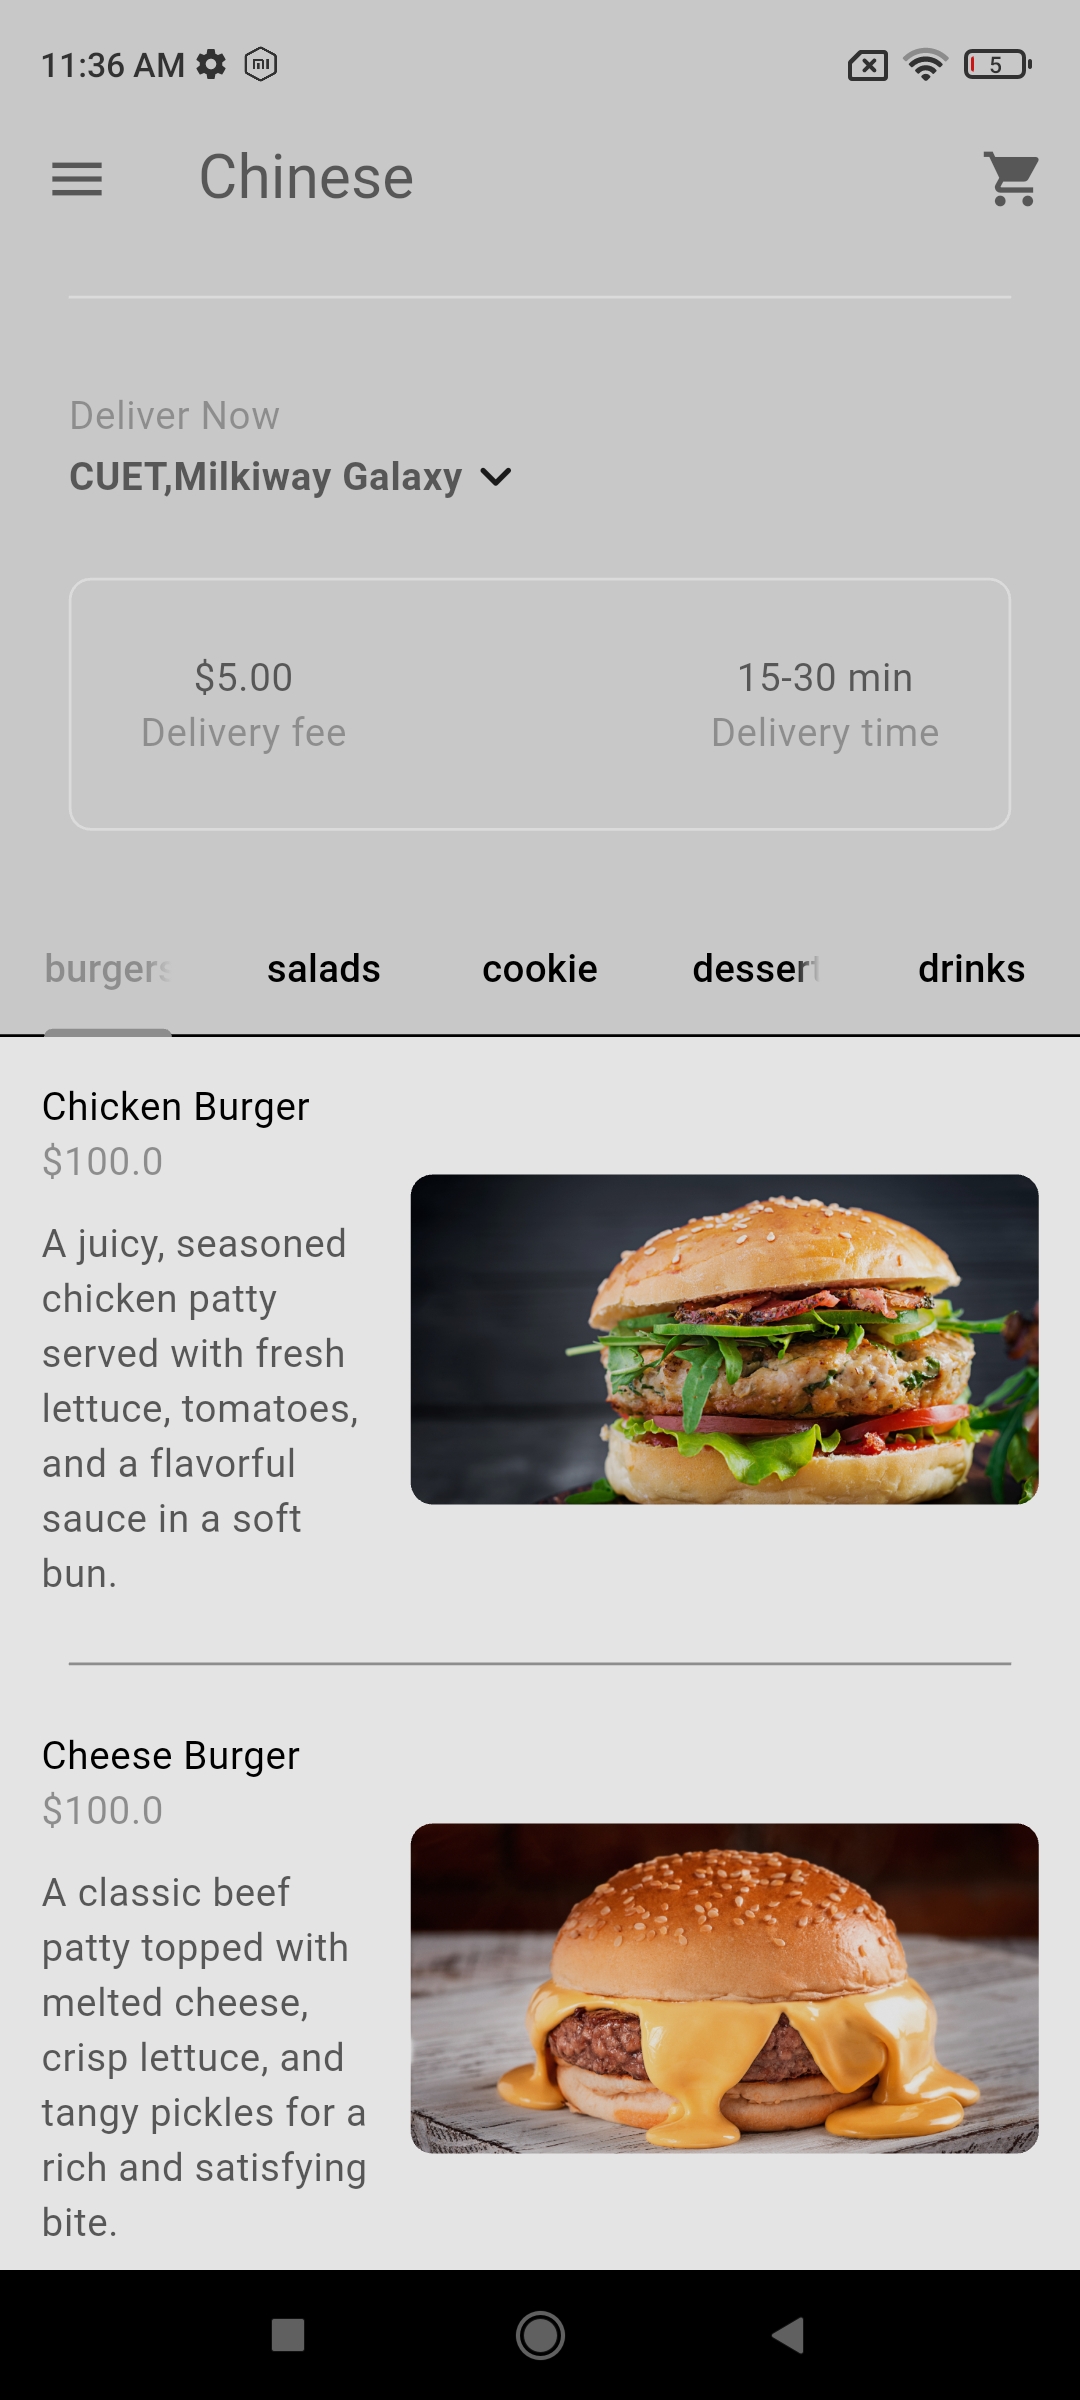 11:36 AM
5
Chinese
Deliver Now
CUET,Milkiway Galaxy
$5.00
15-30 min
Delivery fee
Delivery time
burgers salads cookie dessert drinks
Chicken Burger
$100.0
A juicy, seasoned
chicken patty
served with fresh
lettuce, tomatoes,
and a flavorful
sauce in a soft
bun.
Cheese Burger
$100.0
A classic beef
patty topped with
melted cheese,
crisp lettuce, and
tangy pickles for a
rich and satisfying
bite.